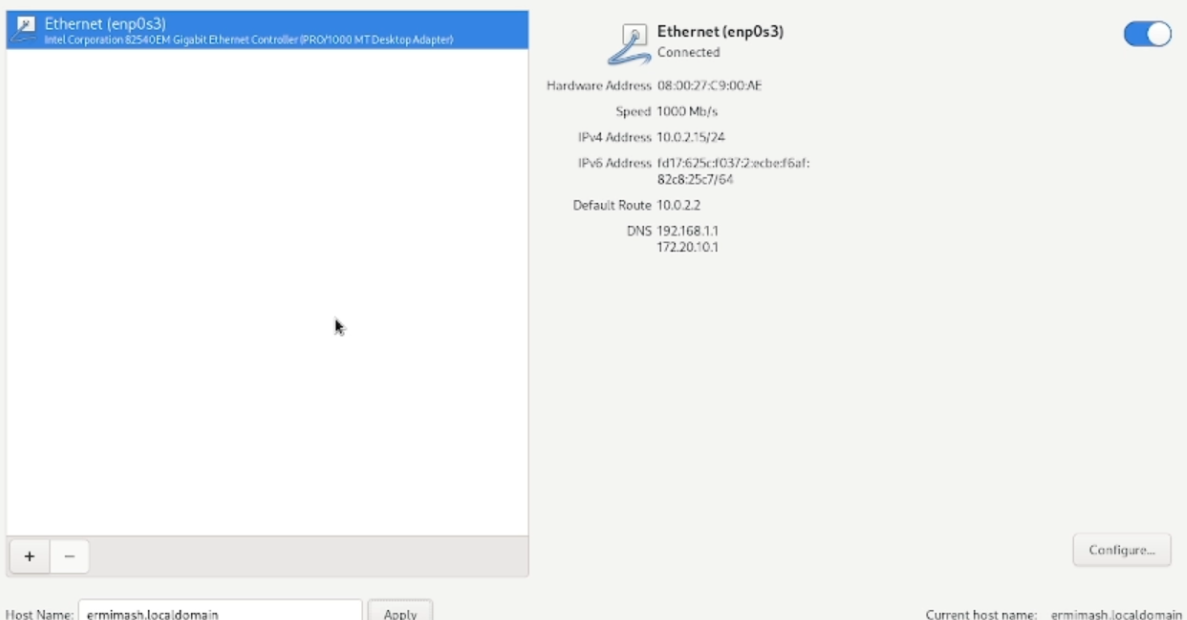 Ethernet (enp0s3)
Intel Corporation 82540EM Gigabit Ethernet Controller (PRO/1000 MT Desktop Adapter)
Ethernet (enp0s3)
Connected
Hardware Address 08:00:27:C9:00:AE
Speed 1000 Mb/s
IPv4 Address 10.0.2.15/24
IPv6 Address fd17:625c:f037:2:ecbe:f6af:
82c8:25c7/64
Default Route 10.0.2.2
DNS 192.168.1.1
172.20.10.1
+ −
Configure...
Host Name: ermimash.localdomain Apply Current host name: ermimash.localdomain